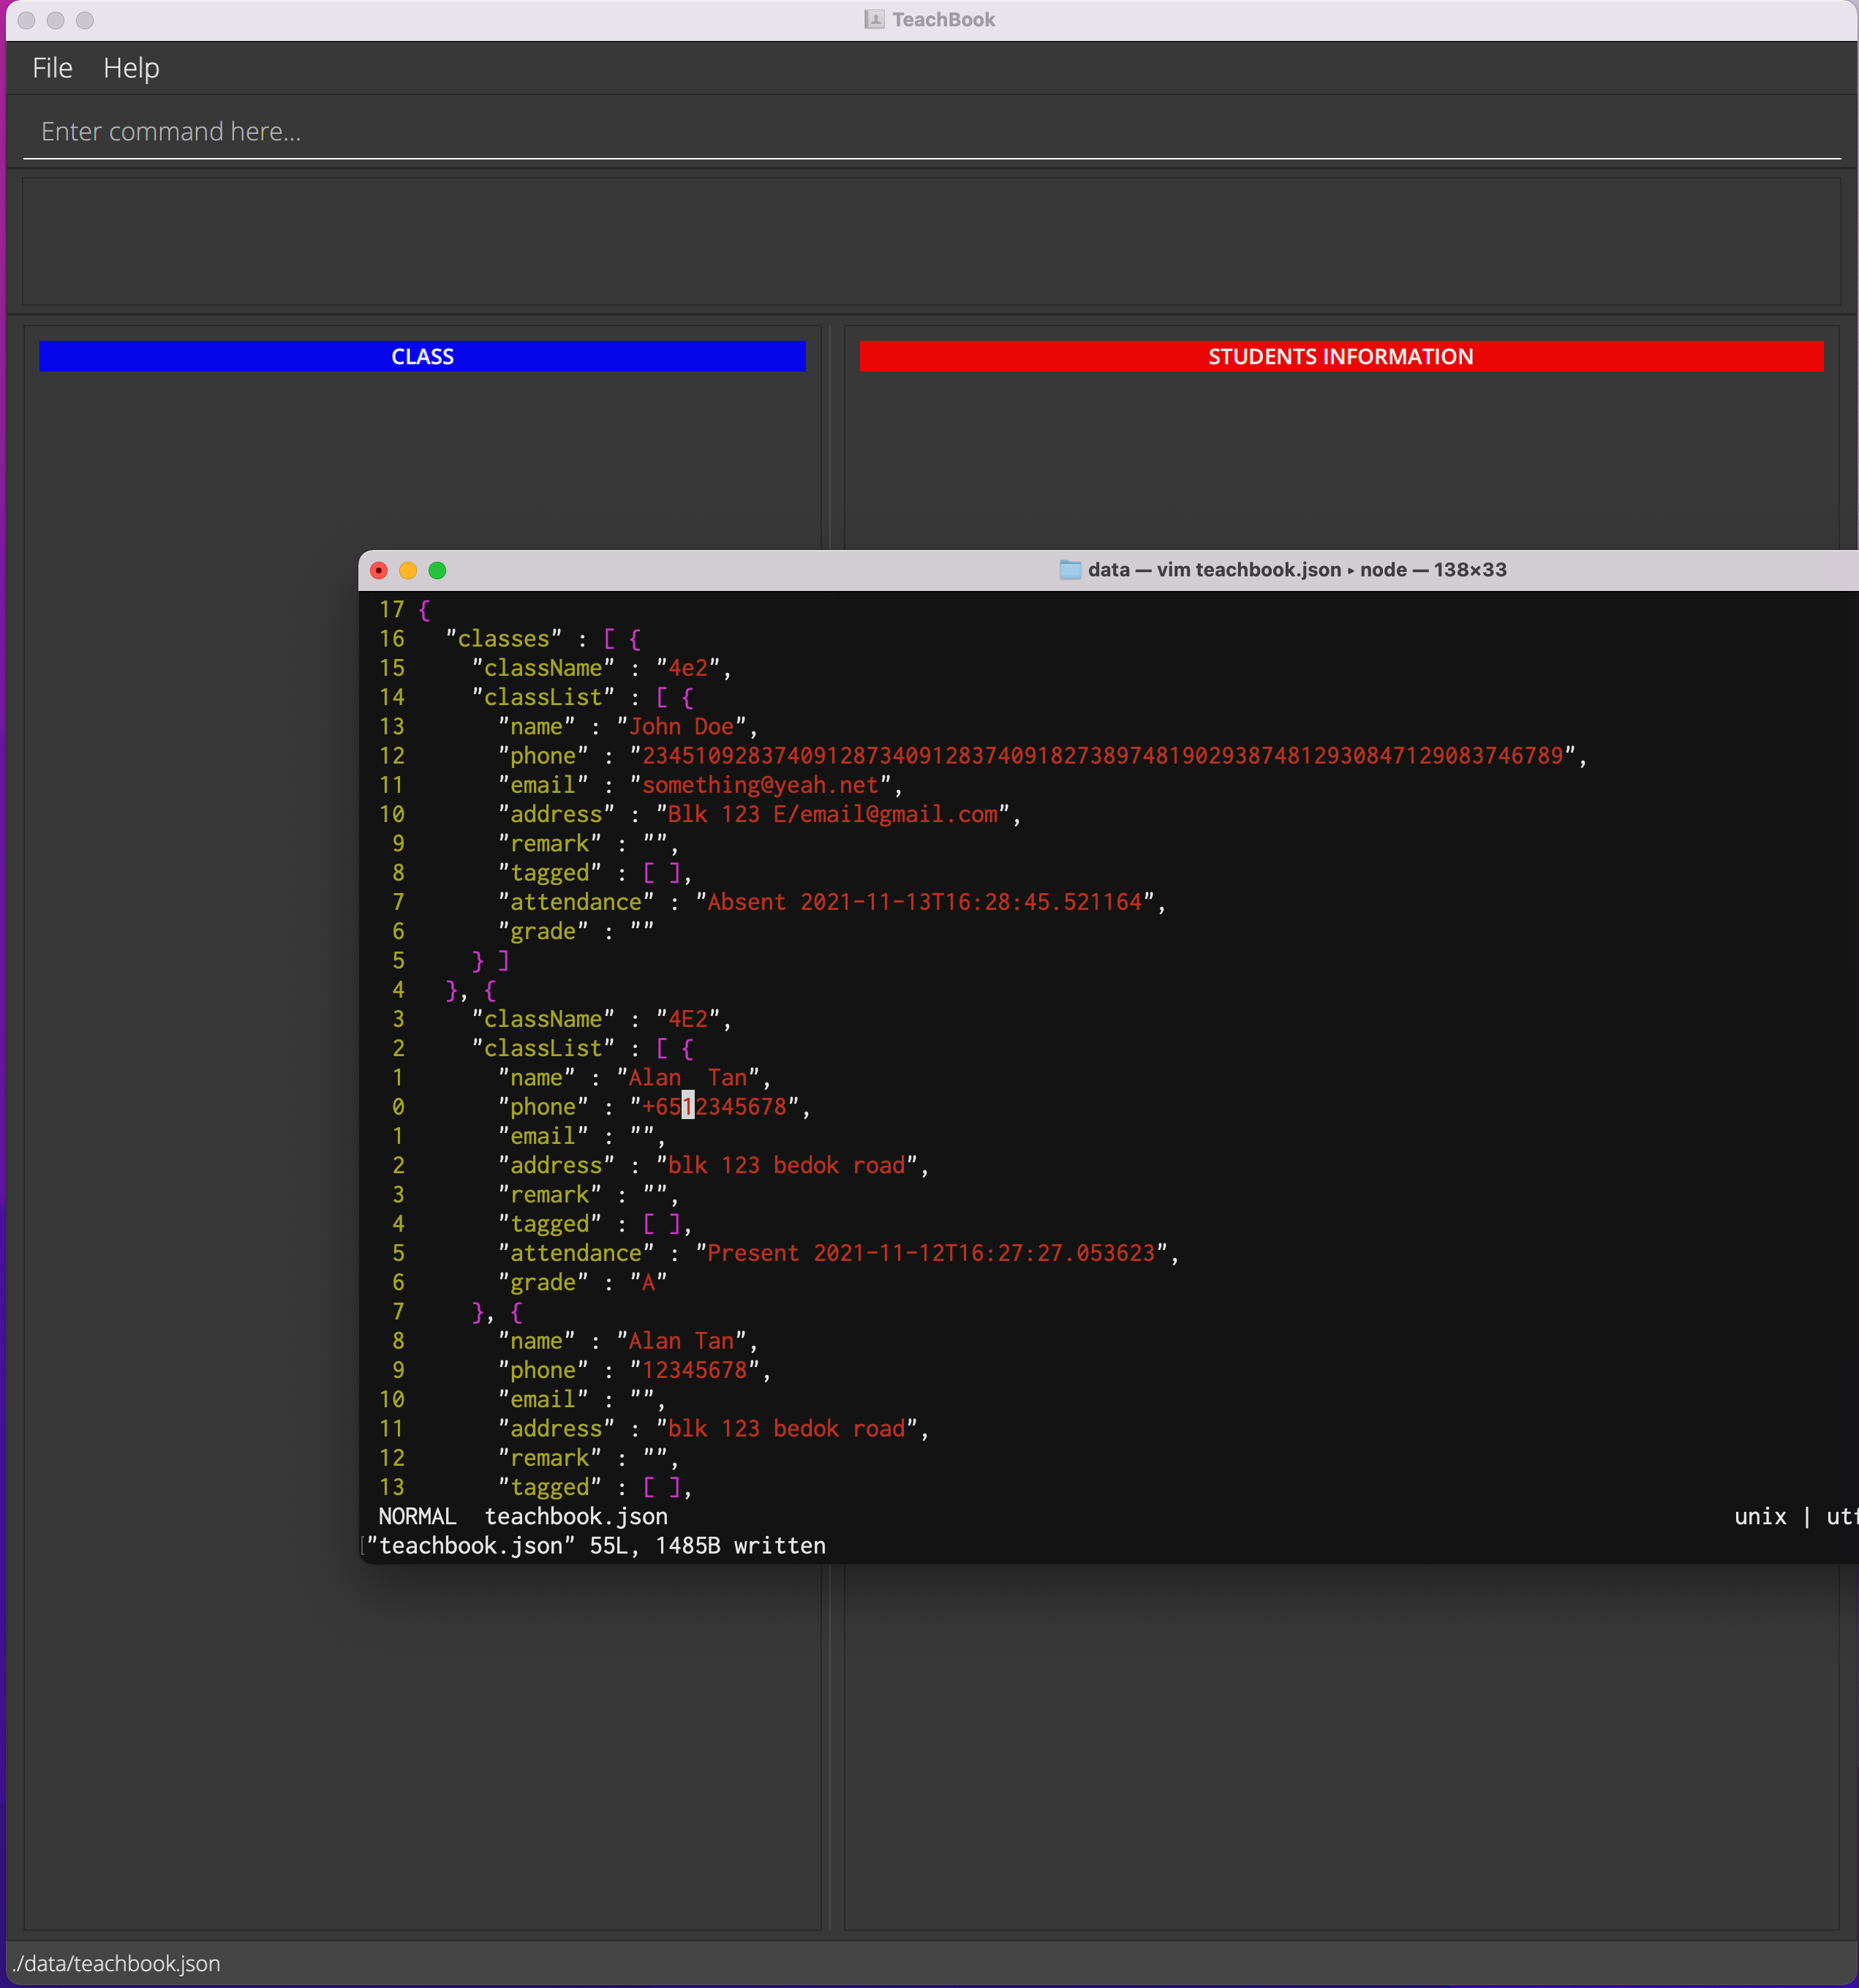 TeachBook
File Help
Enter command here...
CLASS
STUDENTS INFORMATION
data — vim teachbook.json ▸ node — 138×33
17 {
16 "classes" : [ {
15 "className" : "4e2",
14 "classList" : [ {
13 "name" : "John Doe",
12 "phone" : "2345109283740912873409128374091827389748190293874812930847129083746789",
11 "email" : "something@yeah.net",
10 "address" : "Blk 123 E/email@gmail.com",
9 "remark" : "",
8 "tagged" : [ ],
7 "attendance" : "Absent 2021-11-13T16:28:45.521164",
6 "grade" : ""
5 } ]
4 }, {
3 "className" : "4E2",
2 "classList" : [ {
1 "name" : "Alan  Tan",
0 "phone" : "+6512345678",
1 "email" : "",
2 "address" : "blk 123 bedok road",
3 "remark" : "",
4 "tagged" : [ ],
5 "attendance" : "Present 2021-11-12T16:27:27.053623",
6 "grade" : "A"
7 }, {
8 "name" : "Alan Tan",
9 "phone" : "12345678",
10 "email" : "",
11 "address" : "blk 123 bedok road",
12 "remark" : "",
13 "tagged" : [ ],
NORMAL teachbook.json unix |
"teachbook.json" 55L, 1485B written
./data/teachbook.json